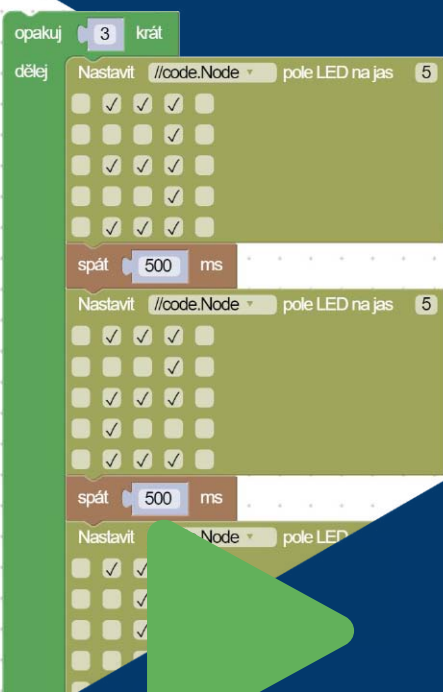 opakuj 3 krát
dělej Nastavit //code.Node pole LED na jas 5
spát 500 ms
Nastavit //code.Node pole LED na jas 5
spát 500 ms
Nastavit Node pole LED